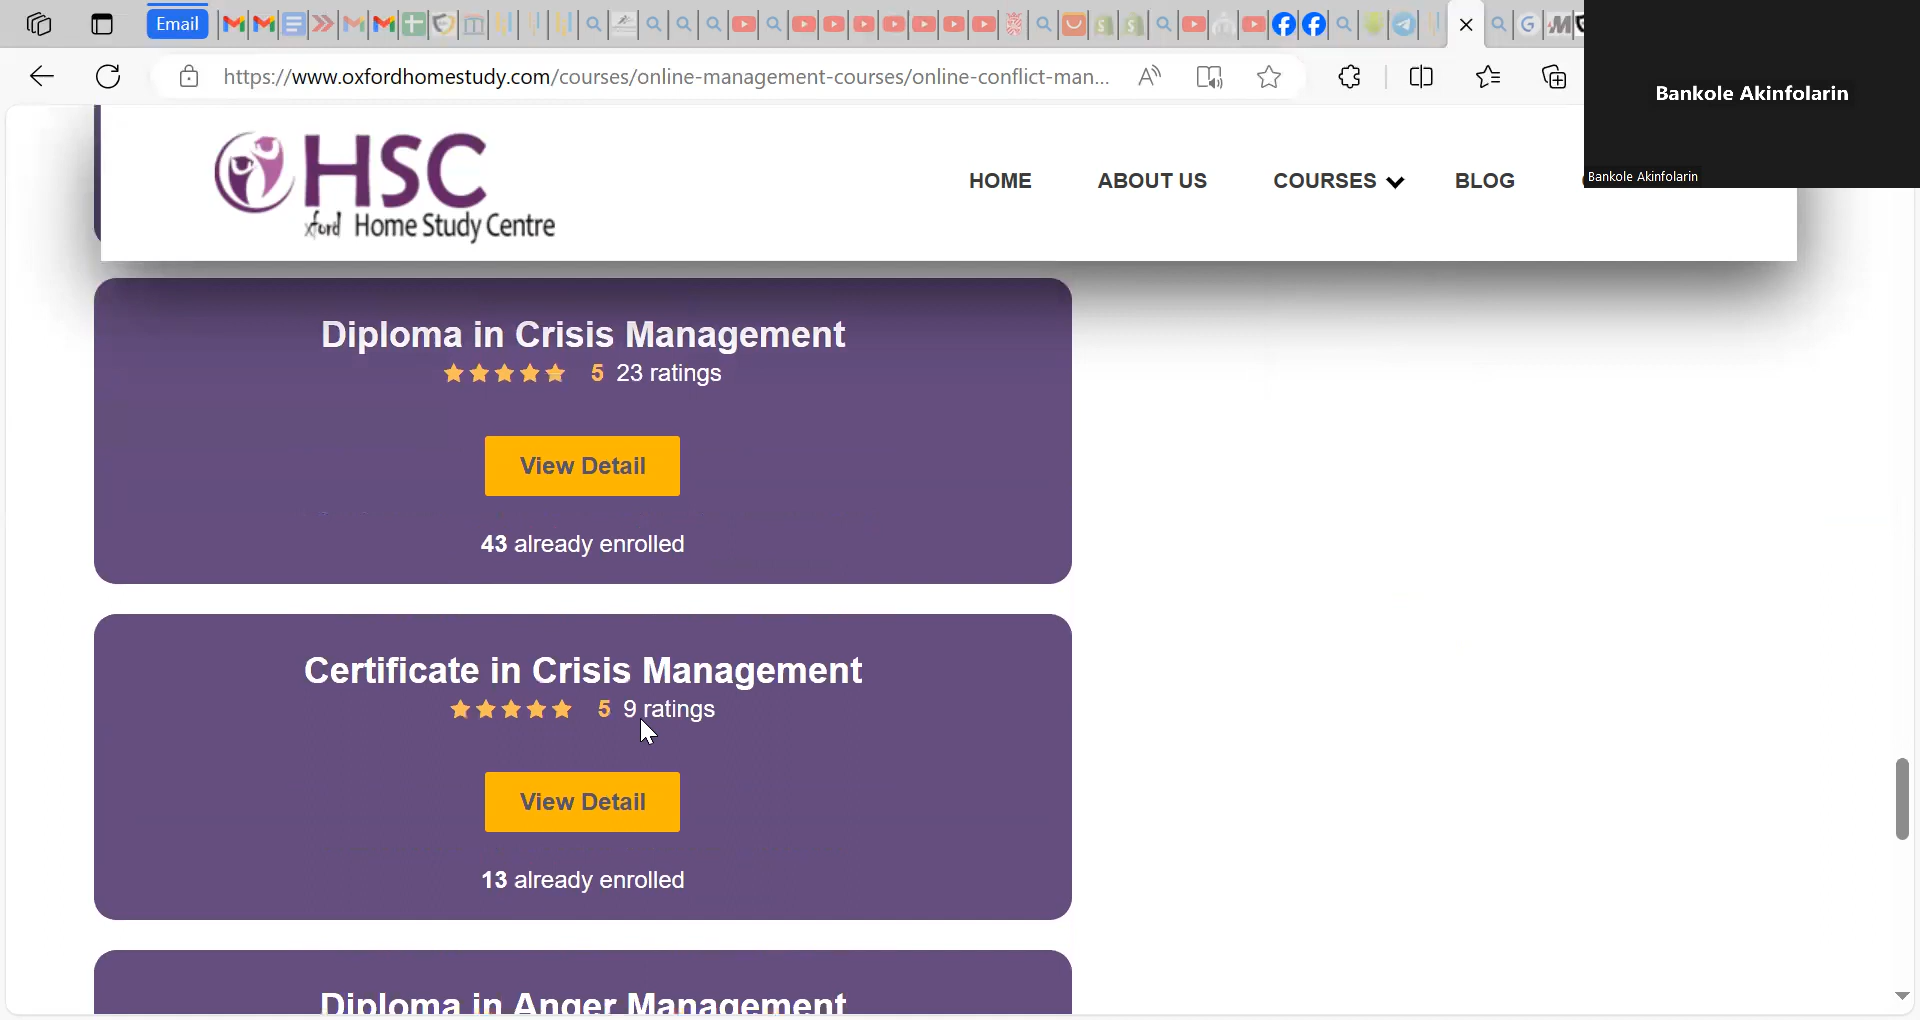 Email
https://www.oxfordhomestudy.com/courses/online-management-courses/online-conflict-man...
Bankole Akinfolarin
Bankole Akinfolarin
HSC
xford Home Study Centre
HOME
ABOUT US
COURSES
BLOG
Diploma in Crisis Management
5 23 ratings
View Detail
43 already enrolled
Certificate in Crisis Management
5 9 ratings
View Detail
13 already enrolled
Diploma in Anger Management